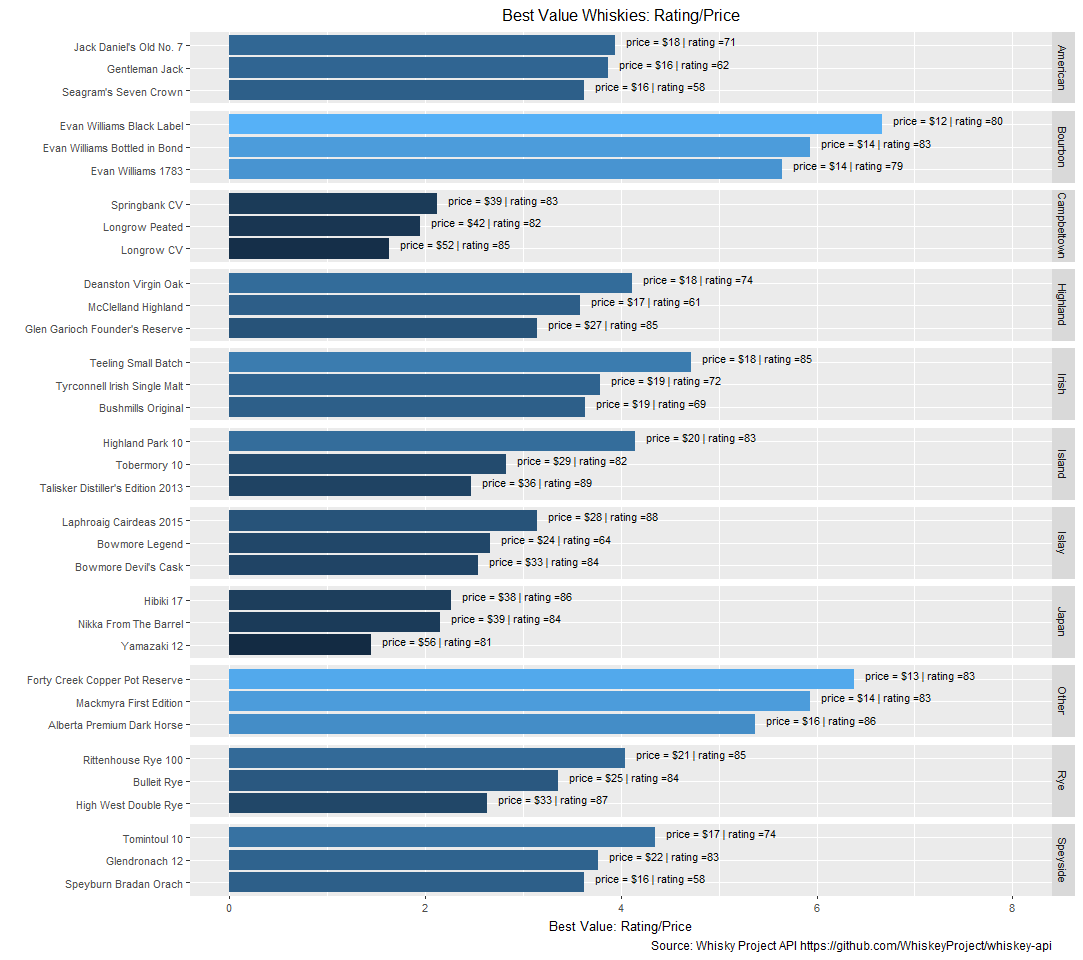 Best Value Whiskies: Rating/Price
Jack Daniel's Old No. 7 price = $18 | rating =71
Gentleman Jack price = $16 | rating =62
Seagram's Seven Crown price = $16 | rating =58
American
Evan Williams Black Label price = $12 | rating =80
Evan Williams Bottled in Bond price = $14 | rating =83
Evan Williams 1783 price = $14 | rating =79
Bourbon
Springbank CV price = $39 | rating =83
Longrow Peated price = $42 | rating =82
Longrow CV price = $52 | rating =85
Campbeltown
Deanston Virgin Oak price = $18 | rating =74
McClelland Highland price = $17 | rating =61
Glen Garioch Founder's Reserve price = $27 | rating =85
Highland
Teeling Small Batch price = $18 | rating =85
Tyrconnell Irish Single Malt price = $19 | rating =72
Bushmills Original price = $19 | rating =69
Irish
Highland Park 10 price = $20 | rating =83
Tobermory 10 price = $29 | rating =82
Talisker Distiller's Edition 2013 price = $36 | rating =89
Island
Laphroaig Cairdeas 2015 price = $28 | rating =88
Bowmore Legend price = $24 | rating =64
Bowmore Devil's Cask price = $33 | rating =84
Islay
Hibiki 17 price = $38 | rating =86
Nikka From The Barrel price = $39 | rating =84
Yamazaki 12 price = $56 | rating =81
Japan
Forty Creek Copper Pot Reserve price = $13 | rating =83
Mackmyra First Edition price = $14 | rating =83
Alberta Premium Dark Horse price = $16 | rating =86
Other
Rittenhouse Rye 100 price = $21 | rating =85
Bulleit Rye price = $25 | rating =84
High West Double Rye price = $33 | rating =87
Rye
Tomintoul 10 price = $17 | rating =74
Glendronach 12 price = $22 | rating =83
Speyburn Bradan Orach price = $16 | rating =58
Speyside
0 2 4 6 8
Best Value: Rating/Price
Source: Whisky Project API https://github.com/WhiskeyProject/whiskey-api